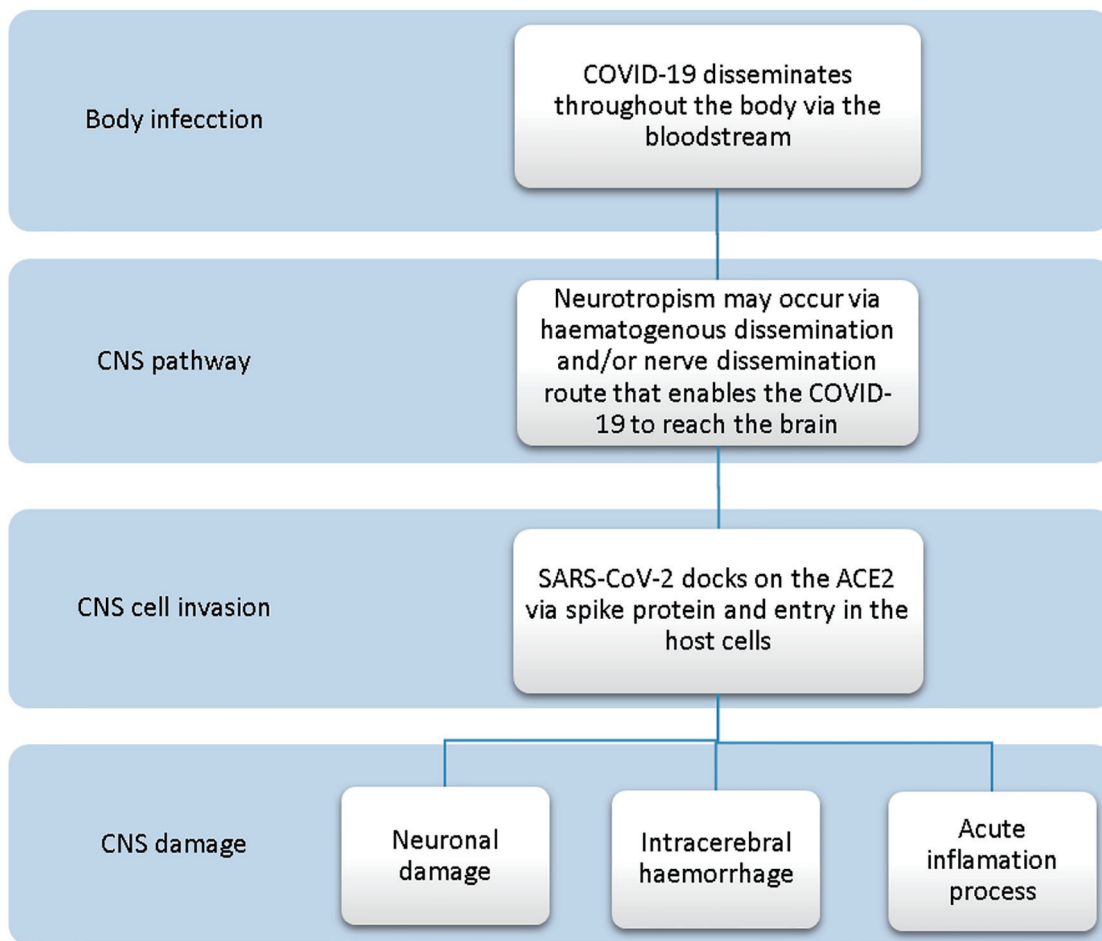 Body infecction
COVID-19 disseminates
throughout the body via the
bloodstream
CNS pathway
Neurotropism may occur via
haematogenous dissemination
and/or nerve dissemination
route that enables the COVID-
19 to reach the brain
CNS cell invasion
SARS-CoV-2 docks on the ACE2
via spike protein and entry in the
host cells
CNS damage
Neuronal
damage
Intracerebral
haemorrhage
Acute
inflamation
process